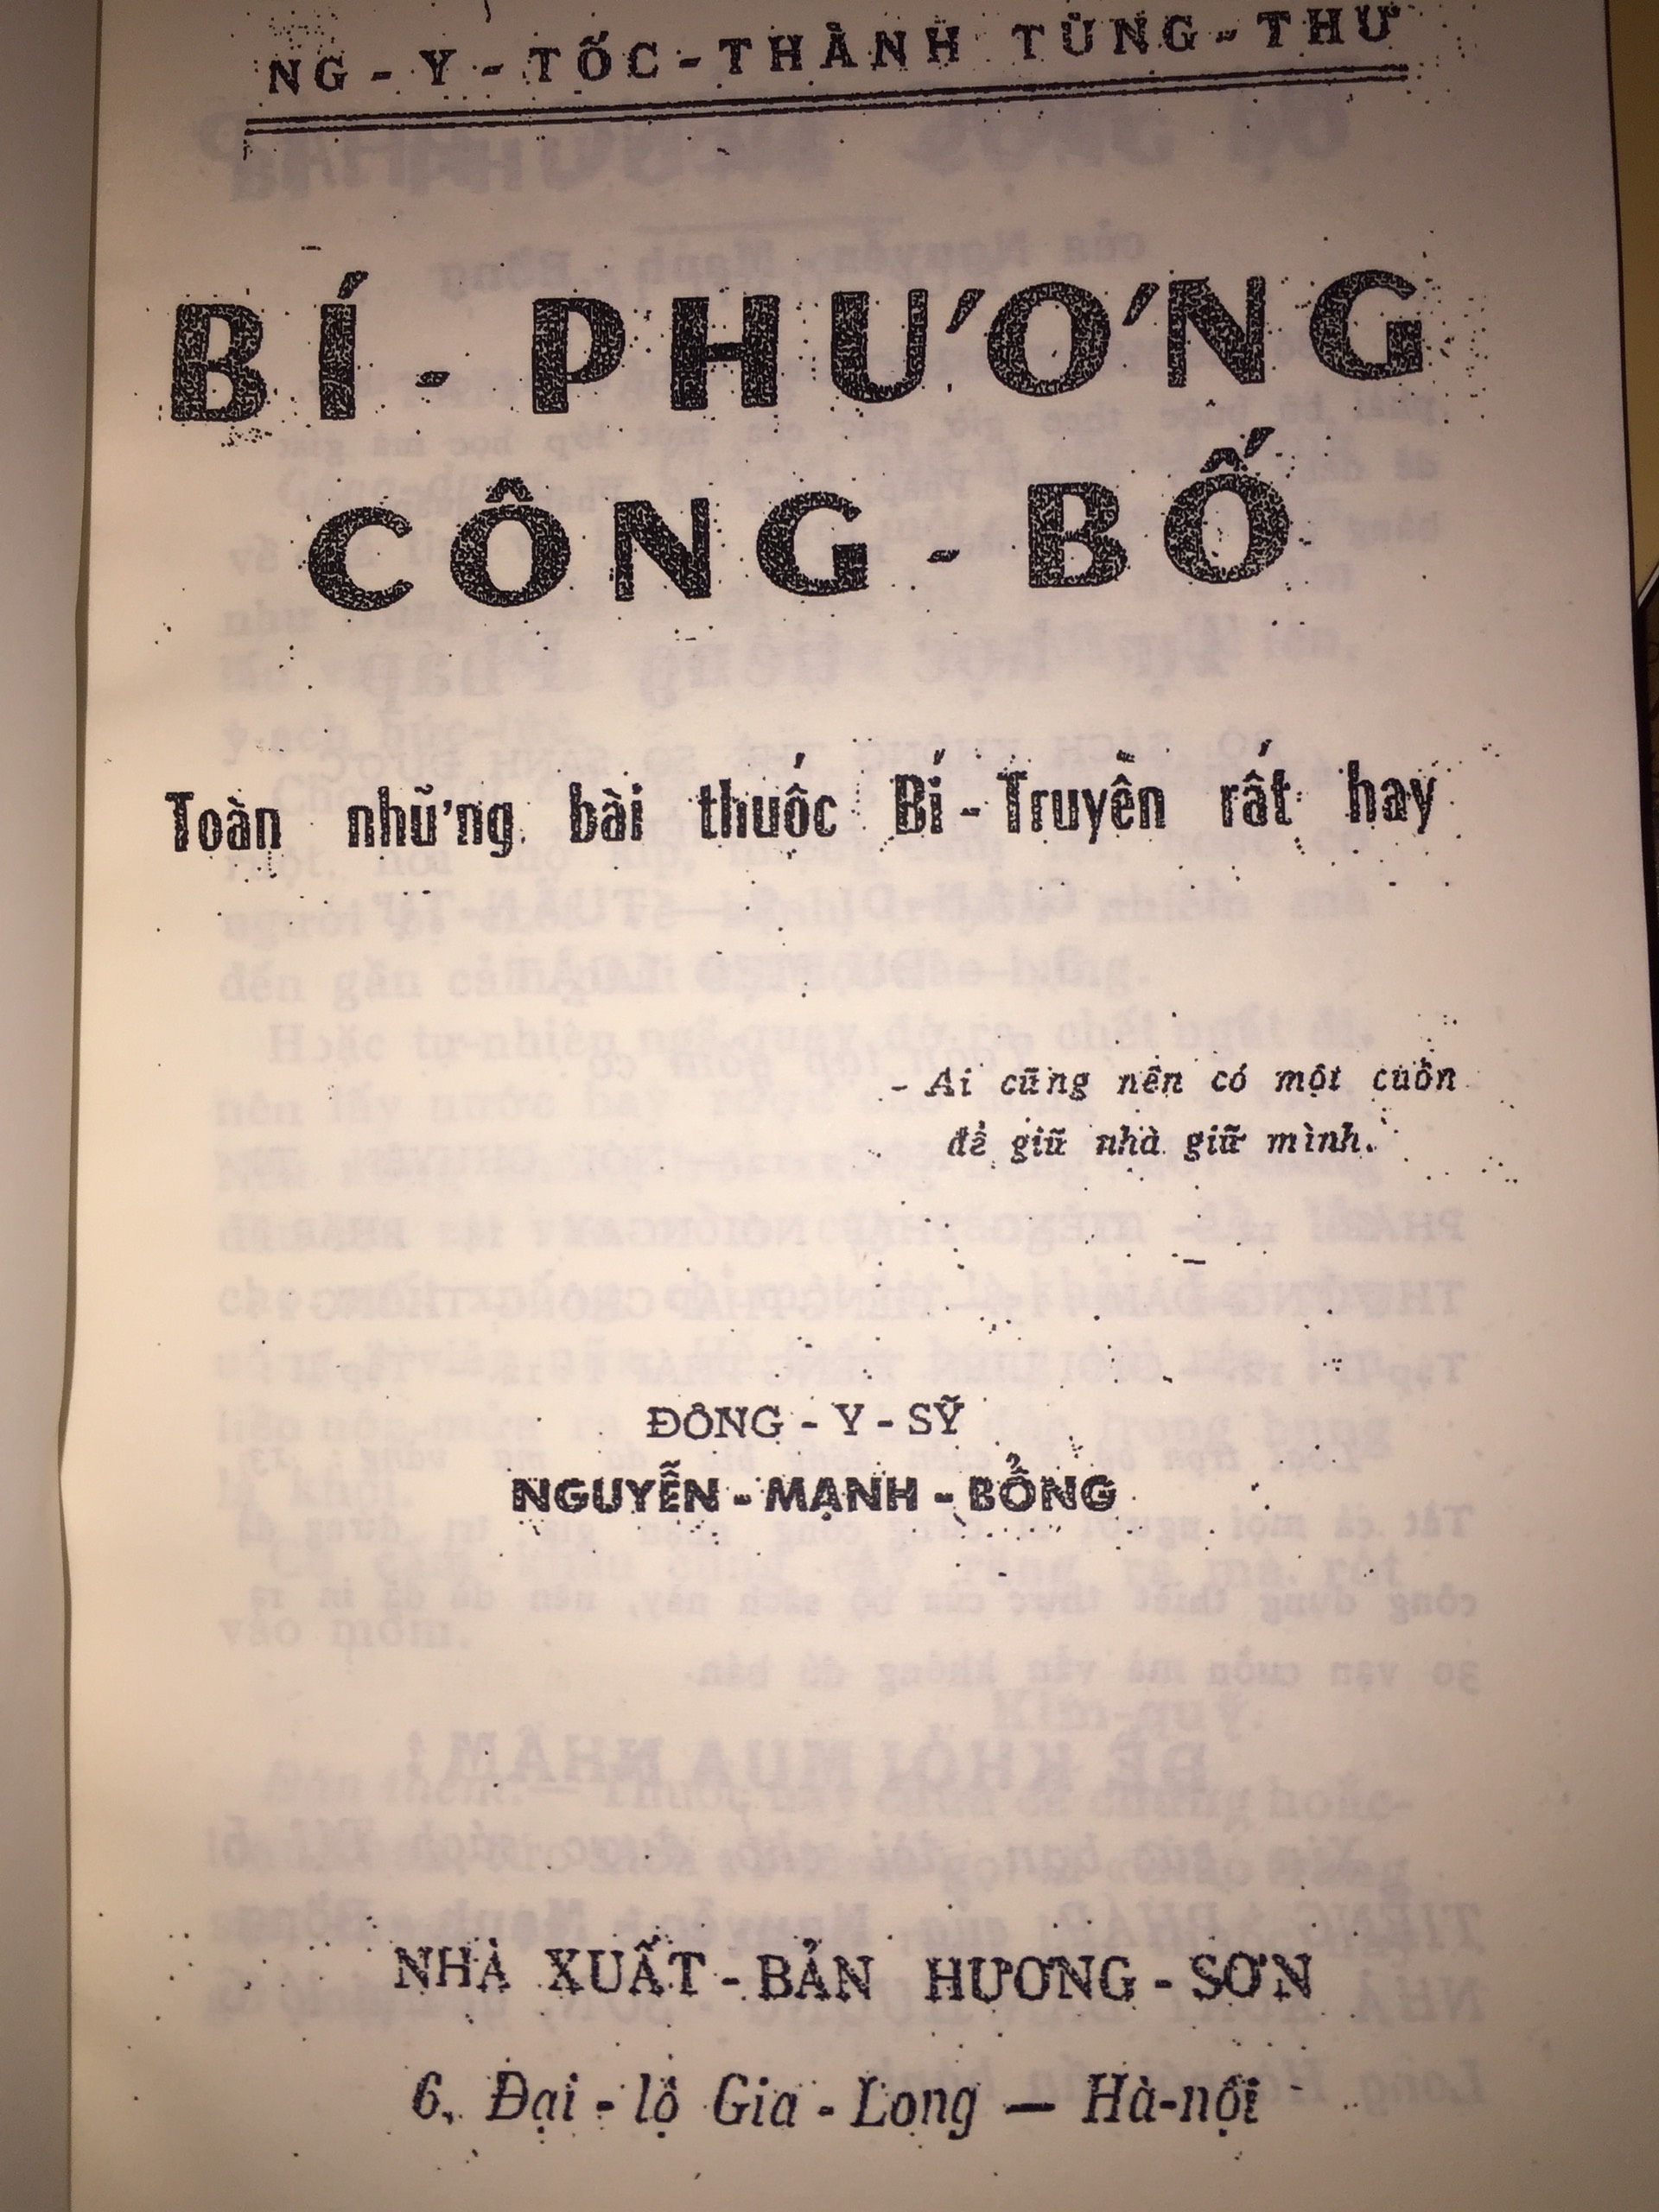 NG - Y - TỐC - THÀNH TÙNG - THƯ
BÍ - PHƯƠNG
CÔNG - BỐ
Toàn những bài thuốc Bí - Truyền rất hay
- Ai cũng nên có một cuốn
để giữ nhà giữ mình.
ĐÔNG - Y - SỸ
NGUYỄN - MẠNH - BỔNG
NHÀ XUẤT - BẢN HƯƠNG - SƠN
6, Đại - lộ Gia - Long — Hà-nội